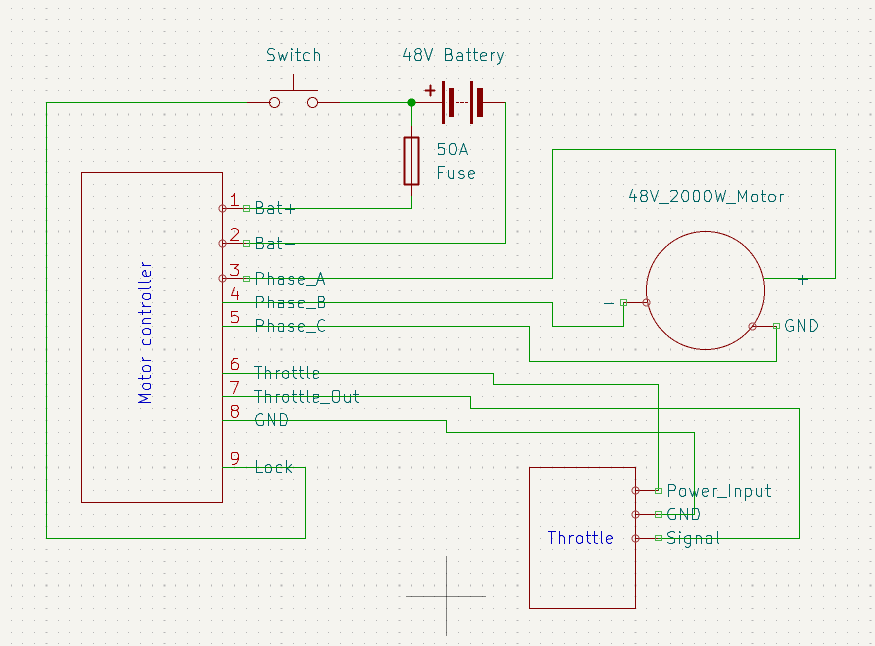 Switch
48V Battery
+
50A
Fuse
48V_2000W_Motor
1 Bat+
2 Bat-
3 Phase_A
4 Phase_B
5 Phase_C
+
-
GND
Motor controller
6 Throttle
7 Throttle_Out
8 GND
9 Lock
Throttle
Power_Input
GND
Signal